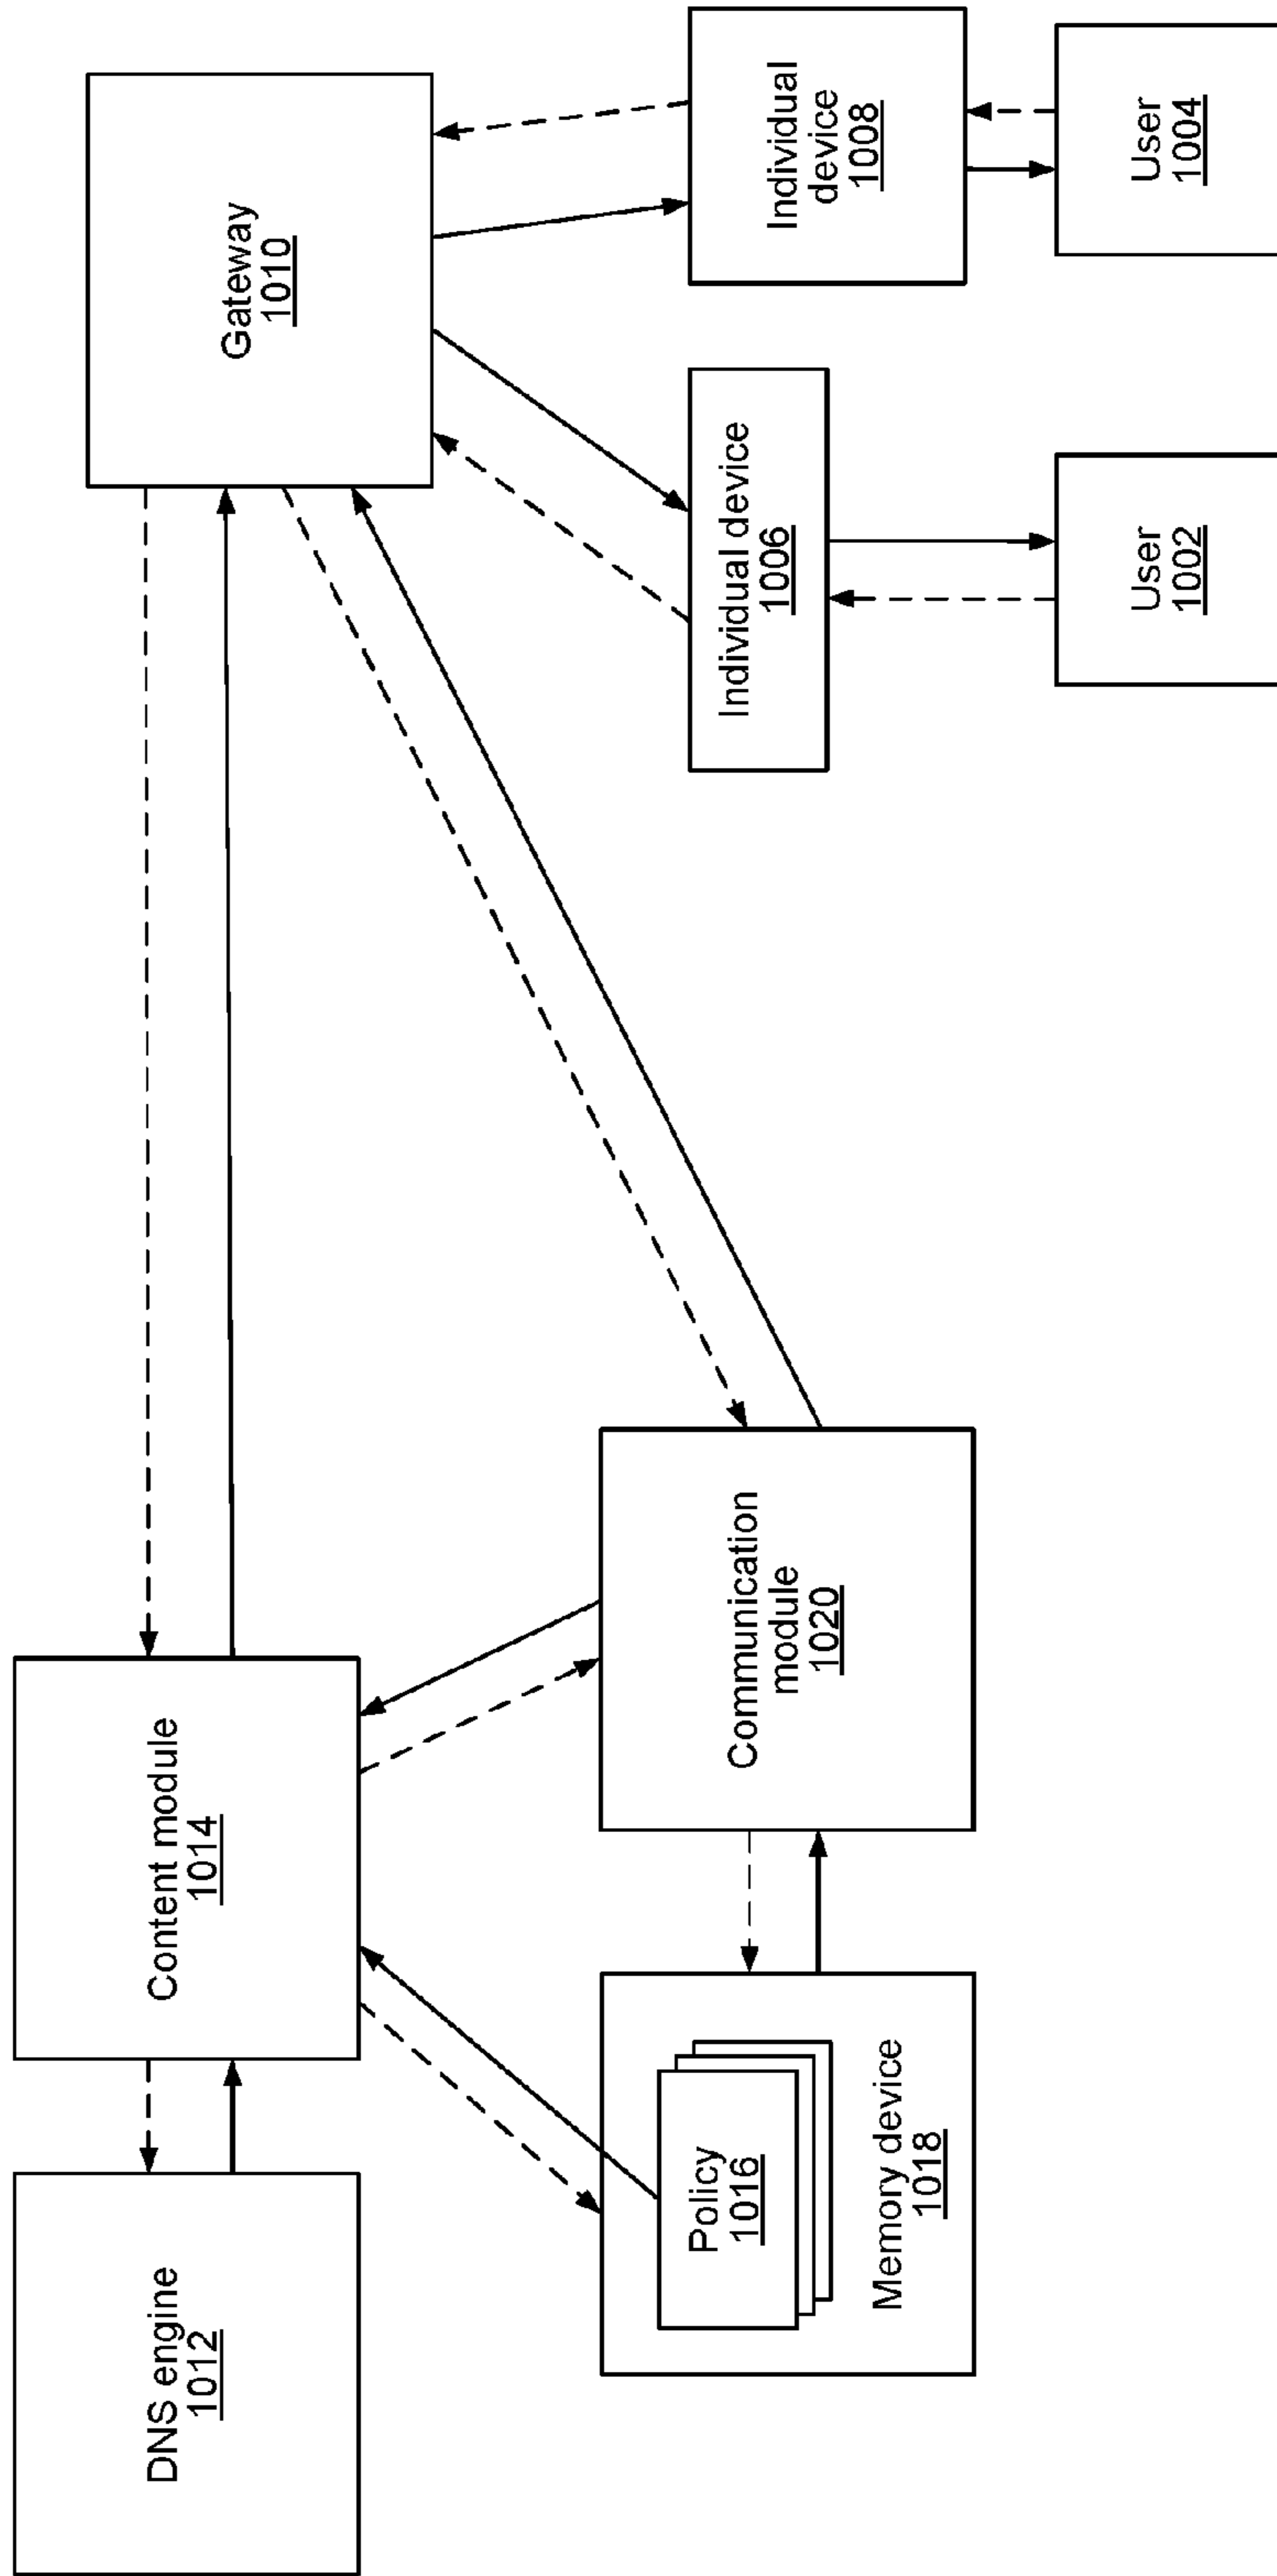 DNS engine
1012
Content module
1014
Gateway
1010
Policy
1016
Memory device
1018
Communication
module
1020
Individual device
1006
Individual
device
1008
User
1002
User
1004